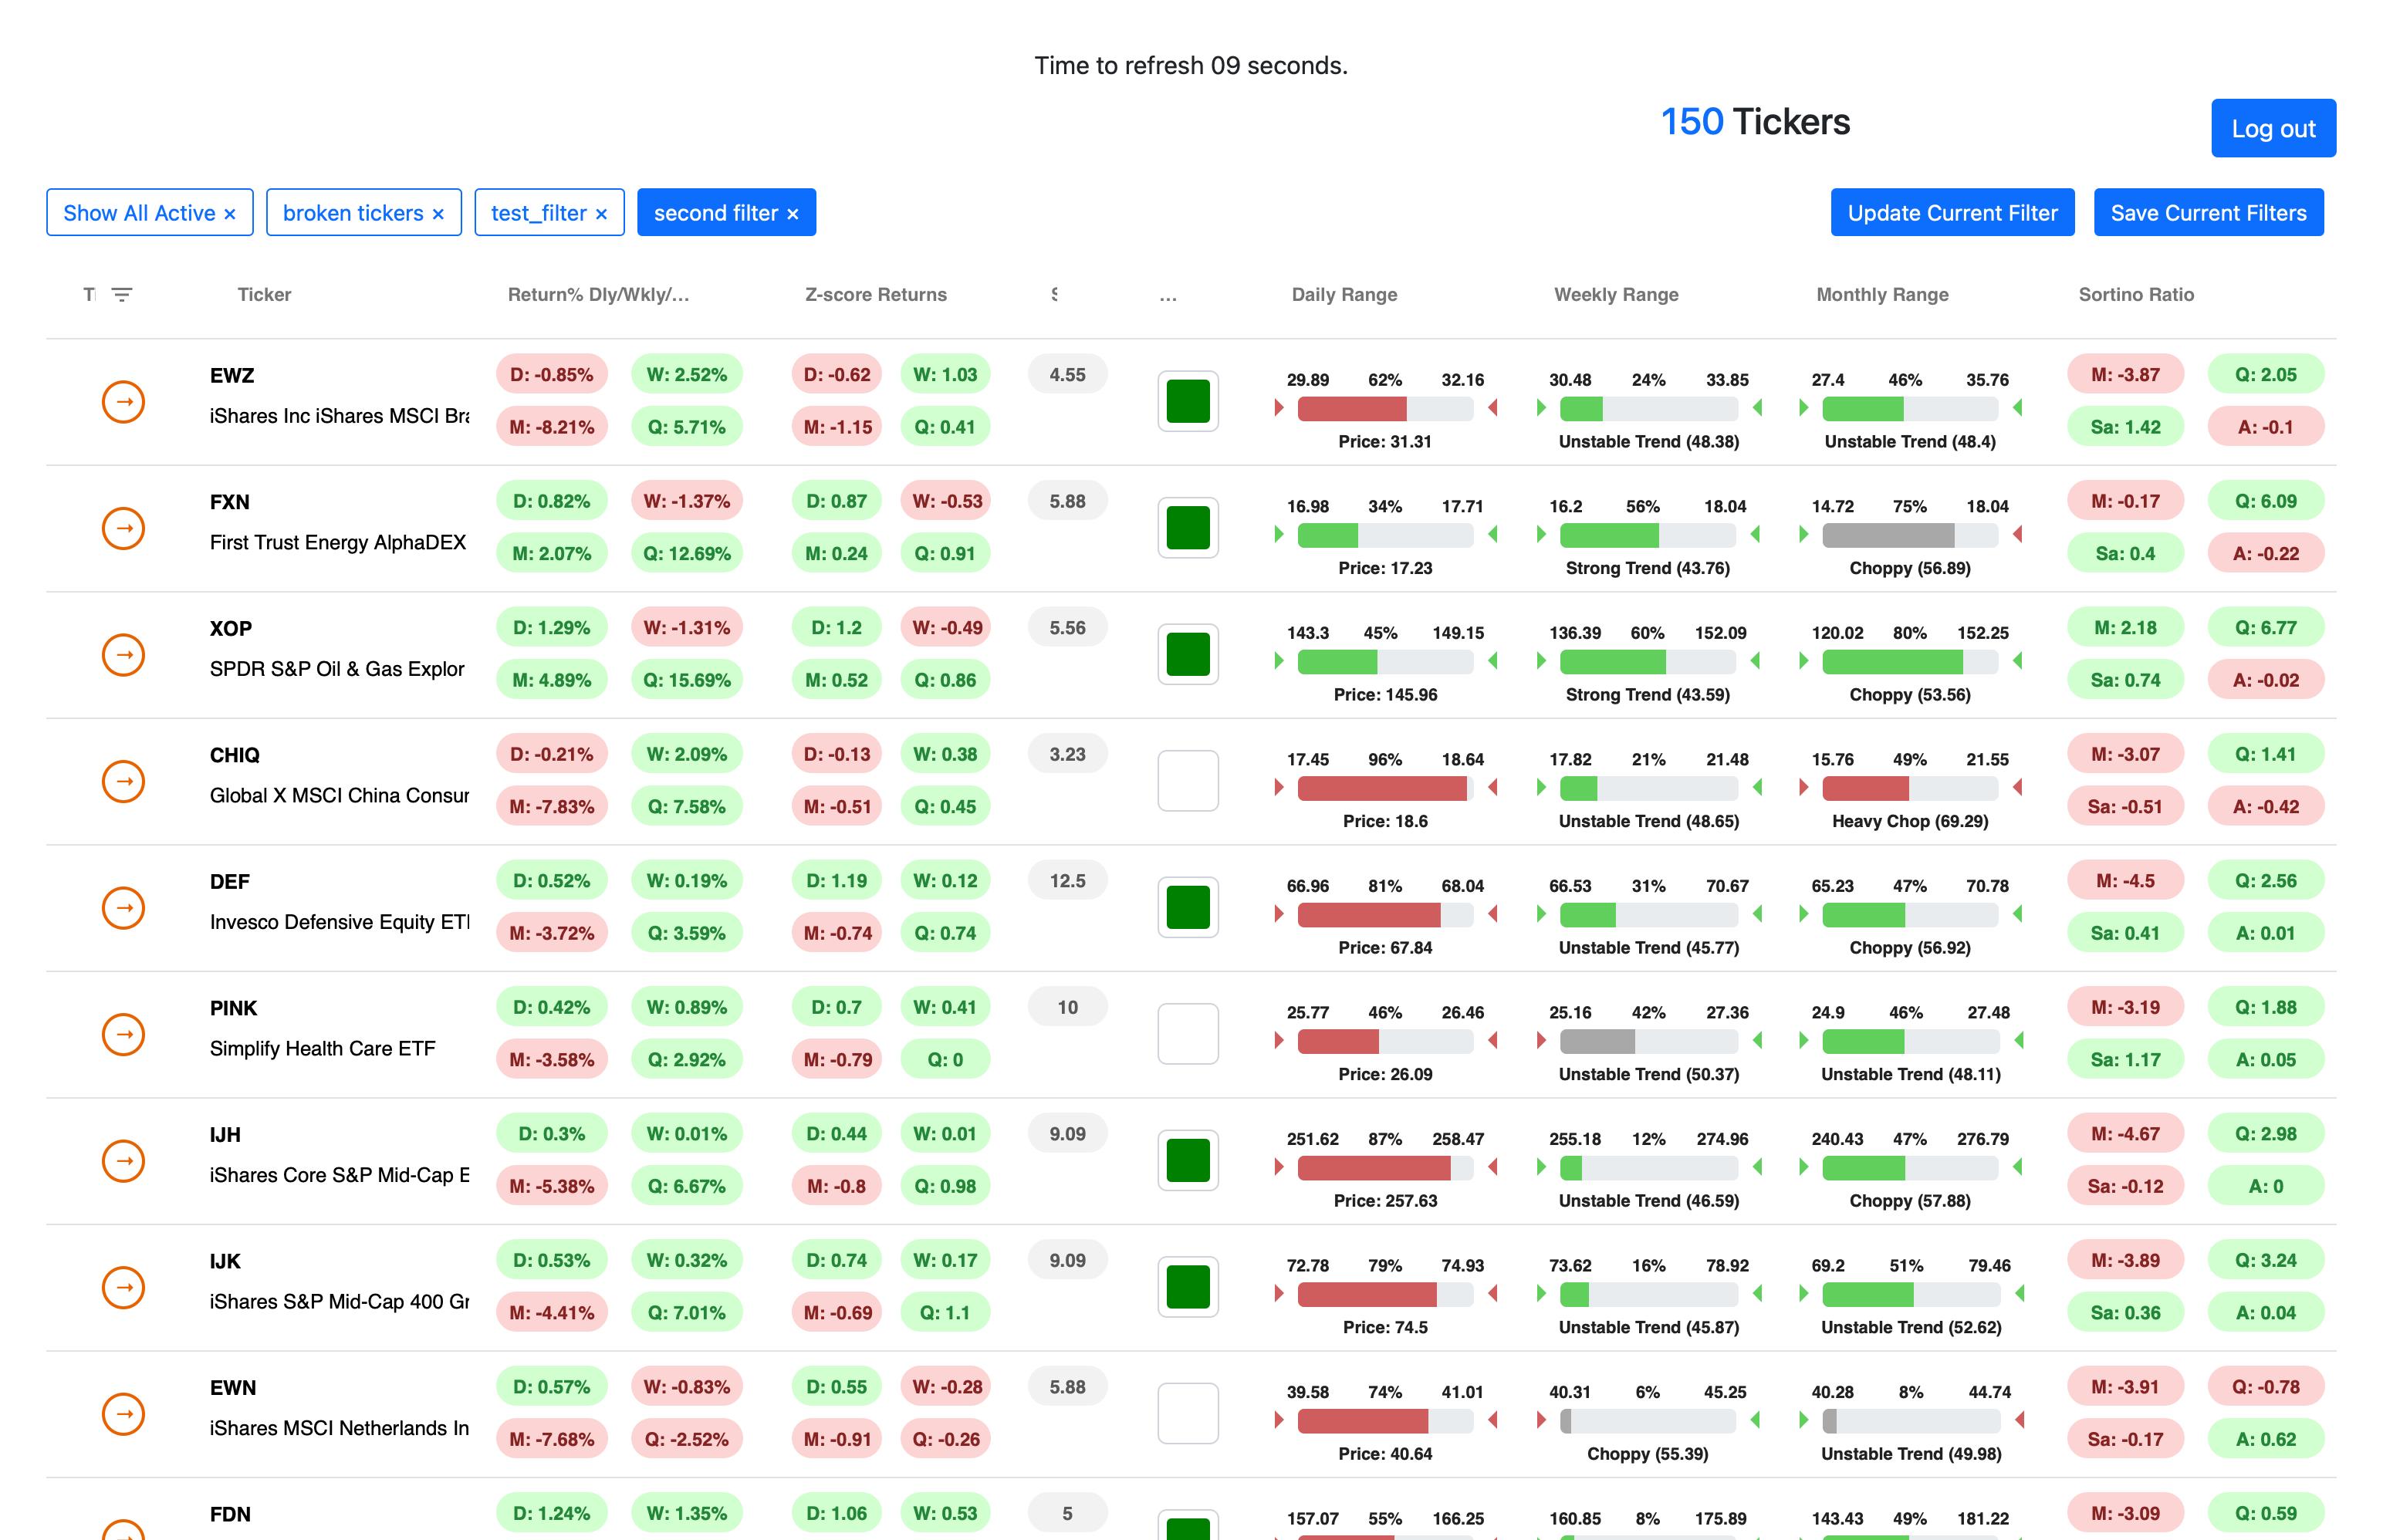 Time to refresh 09 seconds.
150 Tickers
Log out
Show All Active × broken tickers × test_filter × second filter × Update Current Filter Save Current Filters
Ticker Return% Dly/Wkly/... Z-score Returns ... Daily Range Weekly Range Monthly Range Sortino Ratio
EWZ D: -0.85% W: 2.52% D: -0.62 W: 1.03 4.55 29.89 62% 32.16 30.48 24% 33.85 27.4 46% 35.76 M: -3.87 Q: 2.05
iShares Inc iShares MSCI Bra M: -8.21% Q: 5.71% M: -1.15 Q: 0.41 Price: 31.31 Unstable Trend (48.38) Unstable Trend (48.4) Sa: 1.42 A: -0.1
FXN D: 0.82% W: -1.37% D: 0.87 W: -0.53 5.88 16.98 34% 17.71 16.2 56% 18.04 14.72 75% 18.04 M: -0.17 Q: 6.09
First Trust Energy AlphaDEX M: 2.07% Q: 12.69% M: 0.24 Q: 0.91 Price: 17.23 Strong Trend (43.76) Choppy (56.89) Sa: 0.4 A: -0.22
XOP D: 1.29% W: -1.31% D: 1.2 W: -0.49 5.56 143.3 45% 149.15 136.39 60% 152.09 120.02 80% 152.25 M: 2.18 Q: 6.77
SPDR S&P Oil & Gas Explor M: 4.89% Q: 15.69% M: 0.52 Q: 0.86 Price: 145.96 Strong Trend (43.59) Choppy (53.56) Sa: 0.74 A: -0.02
CHIQ D: -0.21% W: 2.09% D: -0.13 W: 0.38 3.23 17.45 96% 18.64 17.82 21% 21.48 15.76 49% 21.55 M: -3.07 Q: 1.41
Global X MSCI China Consur M: -7.83% Q: 7.58% M: -0.51 Q: 0.45 Price: 18.6 Unstable Trend (48.65) Heavy Chop (69.29) Sa: -0.51 A: -0.42
DEF D: 0.52% W: 0.19% D: 1.19 W: 0.12 12.5 66.96 81% 68.04 66.53 31% 70.67 65.23 47% 70.78 M: -4.5 Q: 2.56
Invesco Defensive Equity ETI M: -3.72% Q: 3.59% M: -0.74 Q: 0.74 Price: 67.84 Unstable Trend (45.77) Choppy (56.92) Sa: 0.41 A: 0.01
PINK D: 0.42% W: 0.89% D: 0.7 W: 0.41 10 25.77 46% 26.46 25.16 42% 27.36 24.9 46% 27.48 M: -3.19 Q: 1.88
Simplify Health Care ETF M: -3.58% Q: 2.92% M: -0.79 Q: 0 Price: 26.09 Unstable Trend (50.37) Unstable Trend (48.11) Sa: 1.17 A: 0.05
IJH D: 0.3% W: 0.01% D: 0.44 W: 0.01 9.09 251.62 87% 258.47 255.18 12% 274.96 240.43 47% 276.79 M: -4.67 Q: 2.98
iShares Core S&P Mid-Cap E M: -5.38% Q: 6.67% M: -0.8 Q: 0.98 Price: 257.63 Unstable Trend (46.59) Choppy (57.88) Sa: -0.12 A: 0
IJK D: 0.53% W: 0.32% D: 0.74 W: 0.17 9.09 72.78 79% 74.93 73.62 16% 78.92 69.2 51% 79.46 M: -3.89 Q: 3.24
iShares S&P Mid-Cap 400 Gr M: -4.41% Q: 7.01% M: -0.69 Q: 1.1 Price: 74.5 Unstable Trend (45.87) Unstable Trend (52.62) Sa: 0.36 A: 0.04
EWN D: 0.57% W: -0.83% D: 0.55 W: -0.28 5.88 39.58 74% 41.01 40.31 6% 45.25 40.28 8% 44.74 M: -3.91 Q: -0.78
iShares MSCI Netherlands In M: -7.68% Q: -2.52% M: -0.91 Q: -0.26 Price: 40.64 Choppy (55.39) Unstable Trend (49.98) Sa: -0.17 A: 0.62
FDN D: 1.24% W: 1.35% D: 1.06 W: 0.53 5 157.07 55% 166.25 160.85 8% 175.89 143.43 49% 181.22 M: -3.09 Q: 0.59